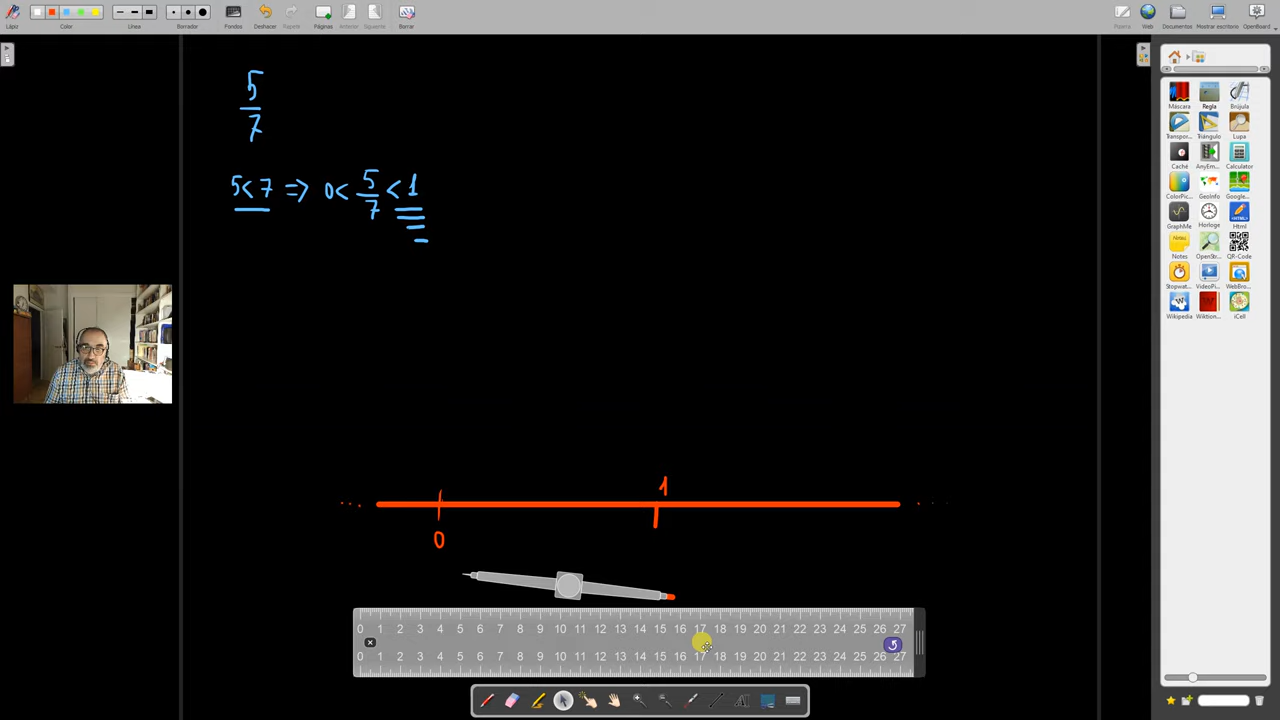 Lápiz
Color
Línea
Borrador
Fondos
Deshacer
Repetir
Páginas
Anterior
Siguiente
Borrar
Web
Documentos
Mostrar escritorio
OpenBoard
5
7
5 < 7 => 0 < 5/7 < 1
1
0
0 1 2 3 4 5 6 7 8 9 10 11 12 13 14 15 16 17 18 19 20 21 22 23 24 25 26 27
0 1 2 3 4 5 6 7 8 9 10 11 12 13 14 15 16 17 18 19 20 21 22 23 24 25 26 27
Máscara
Regla
Brújula
Transpor...
Triángulo
Lupa
Caché
AnyEm...
Calculator
ColorPic...
GeoInfo
Google...
GraphMe
Horloge
Html
Notes
OpenStr...
QR-Code
Stopwat...
VideoPi...
WebBro...
Wikipedia
Wiktion...
iCell